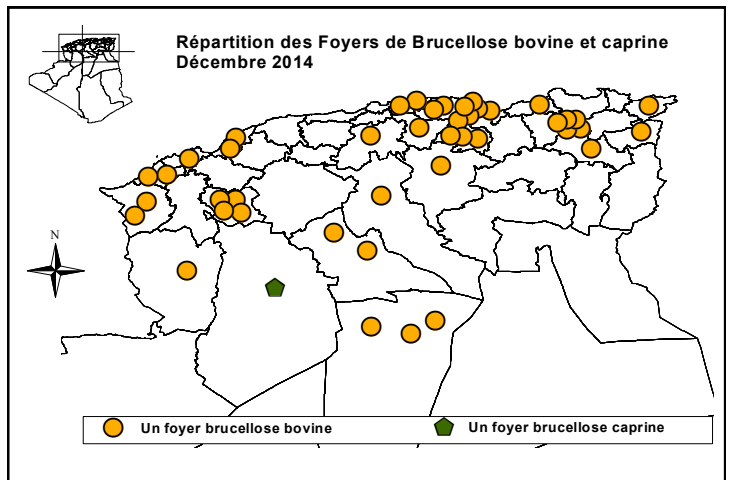 Répartition des Foyers de Brucellose bovine et caprine
Décembre 2014
N
Un foyer brucellose bovine
Un foyer brucellose caprine